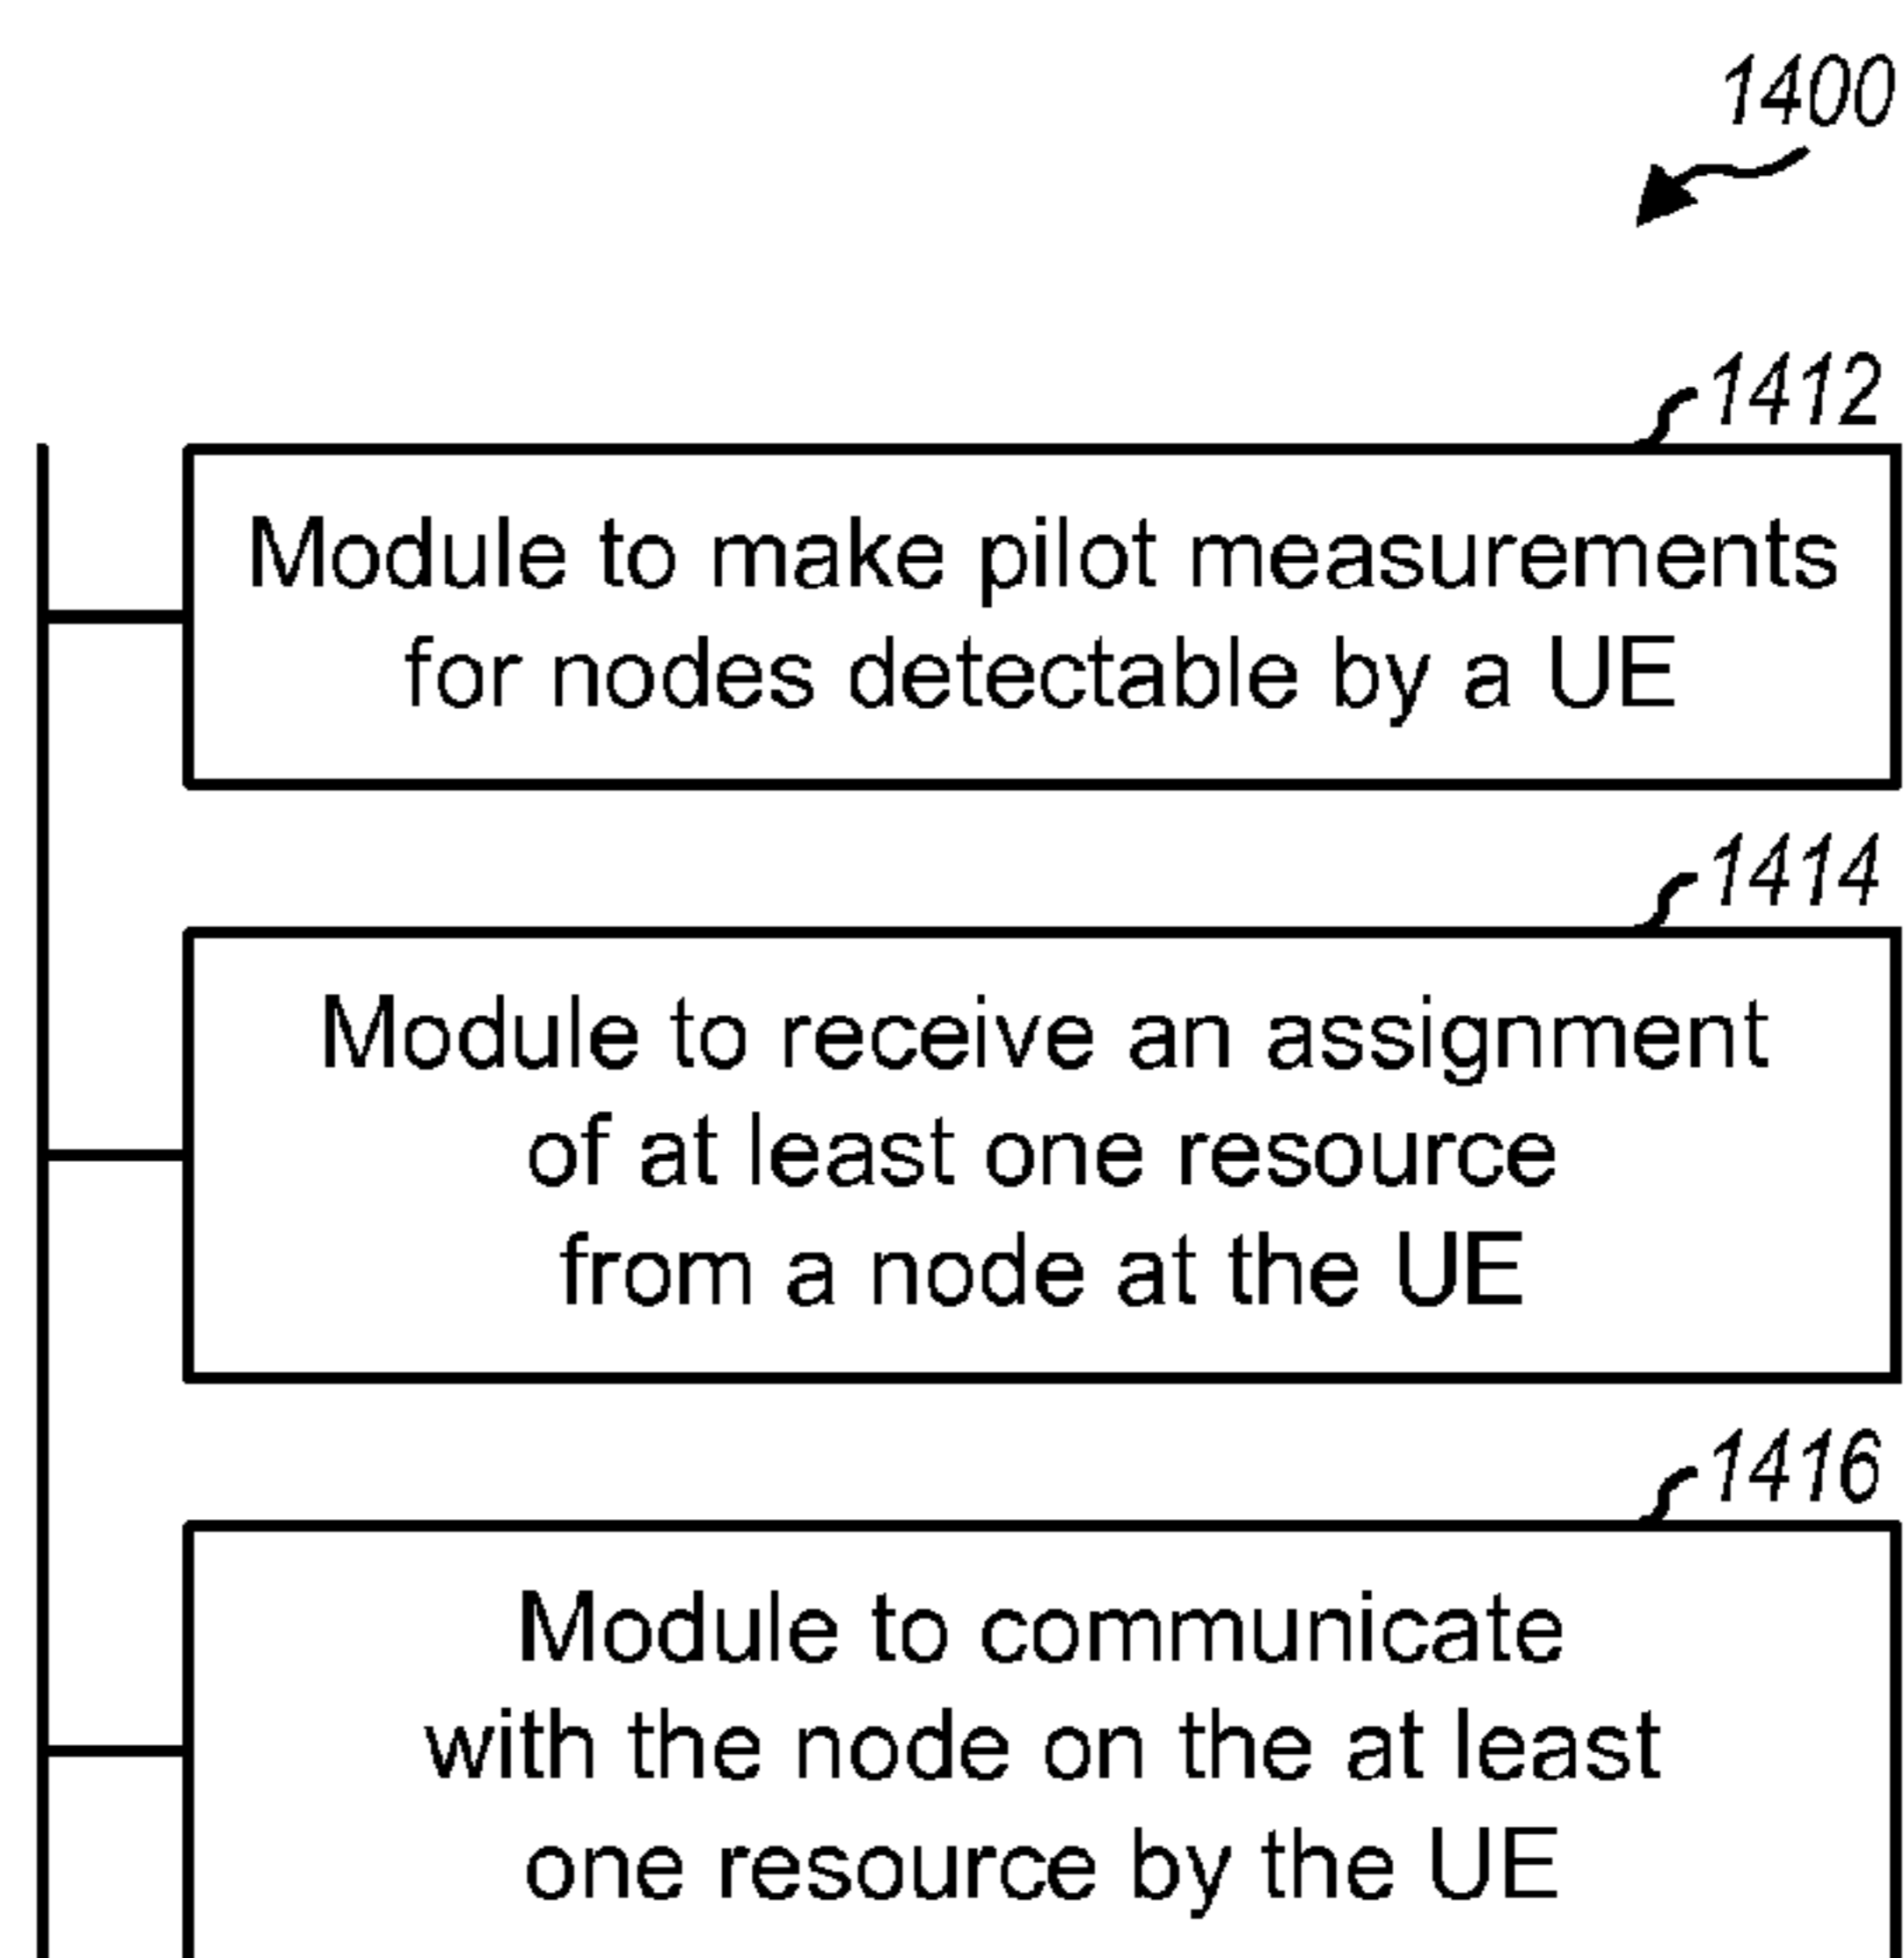 1400
1412
Module to make pilot measurements
for nodes detectable by a UE
1414
Module to receive an assignment
of at least one resource
from a node at the UE
1416
Module to communicate
with the node on the at least
one resource by the UE